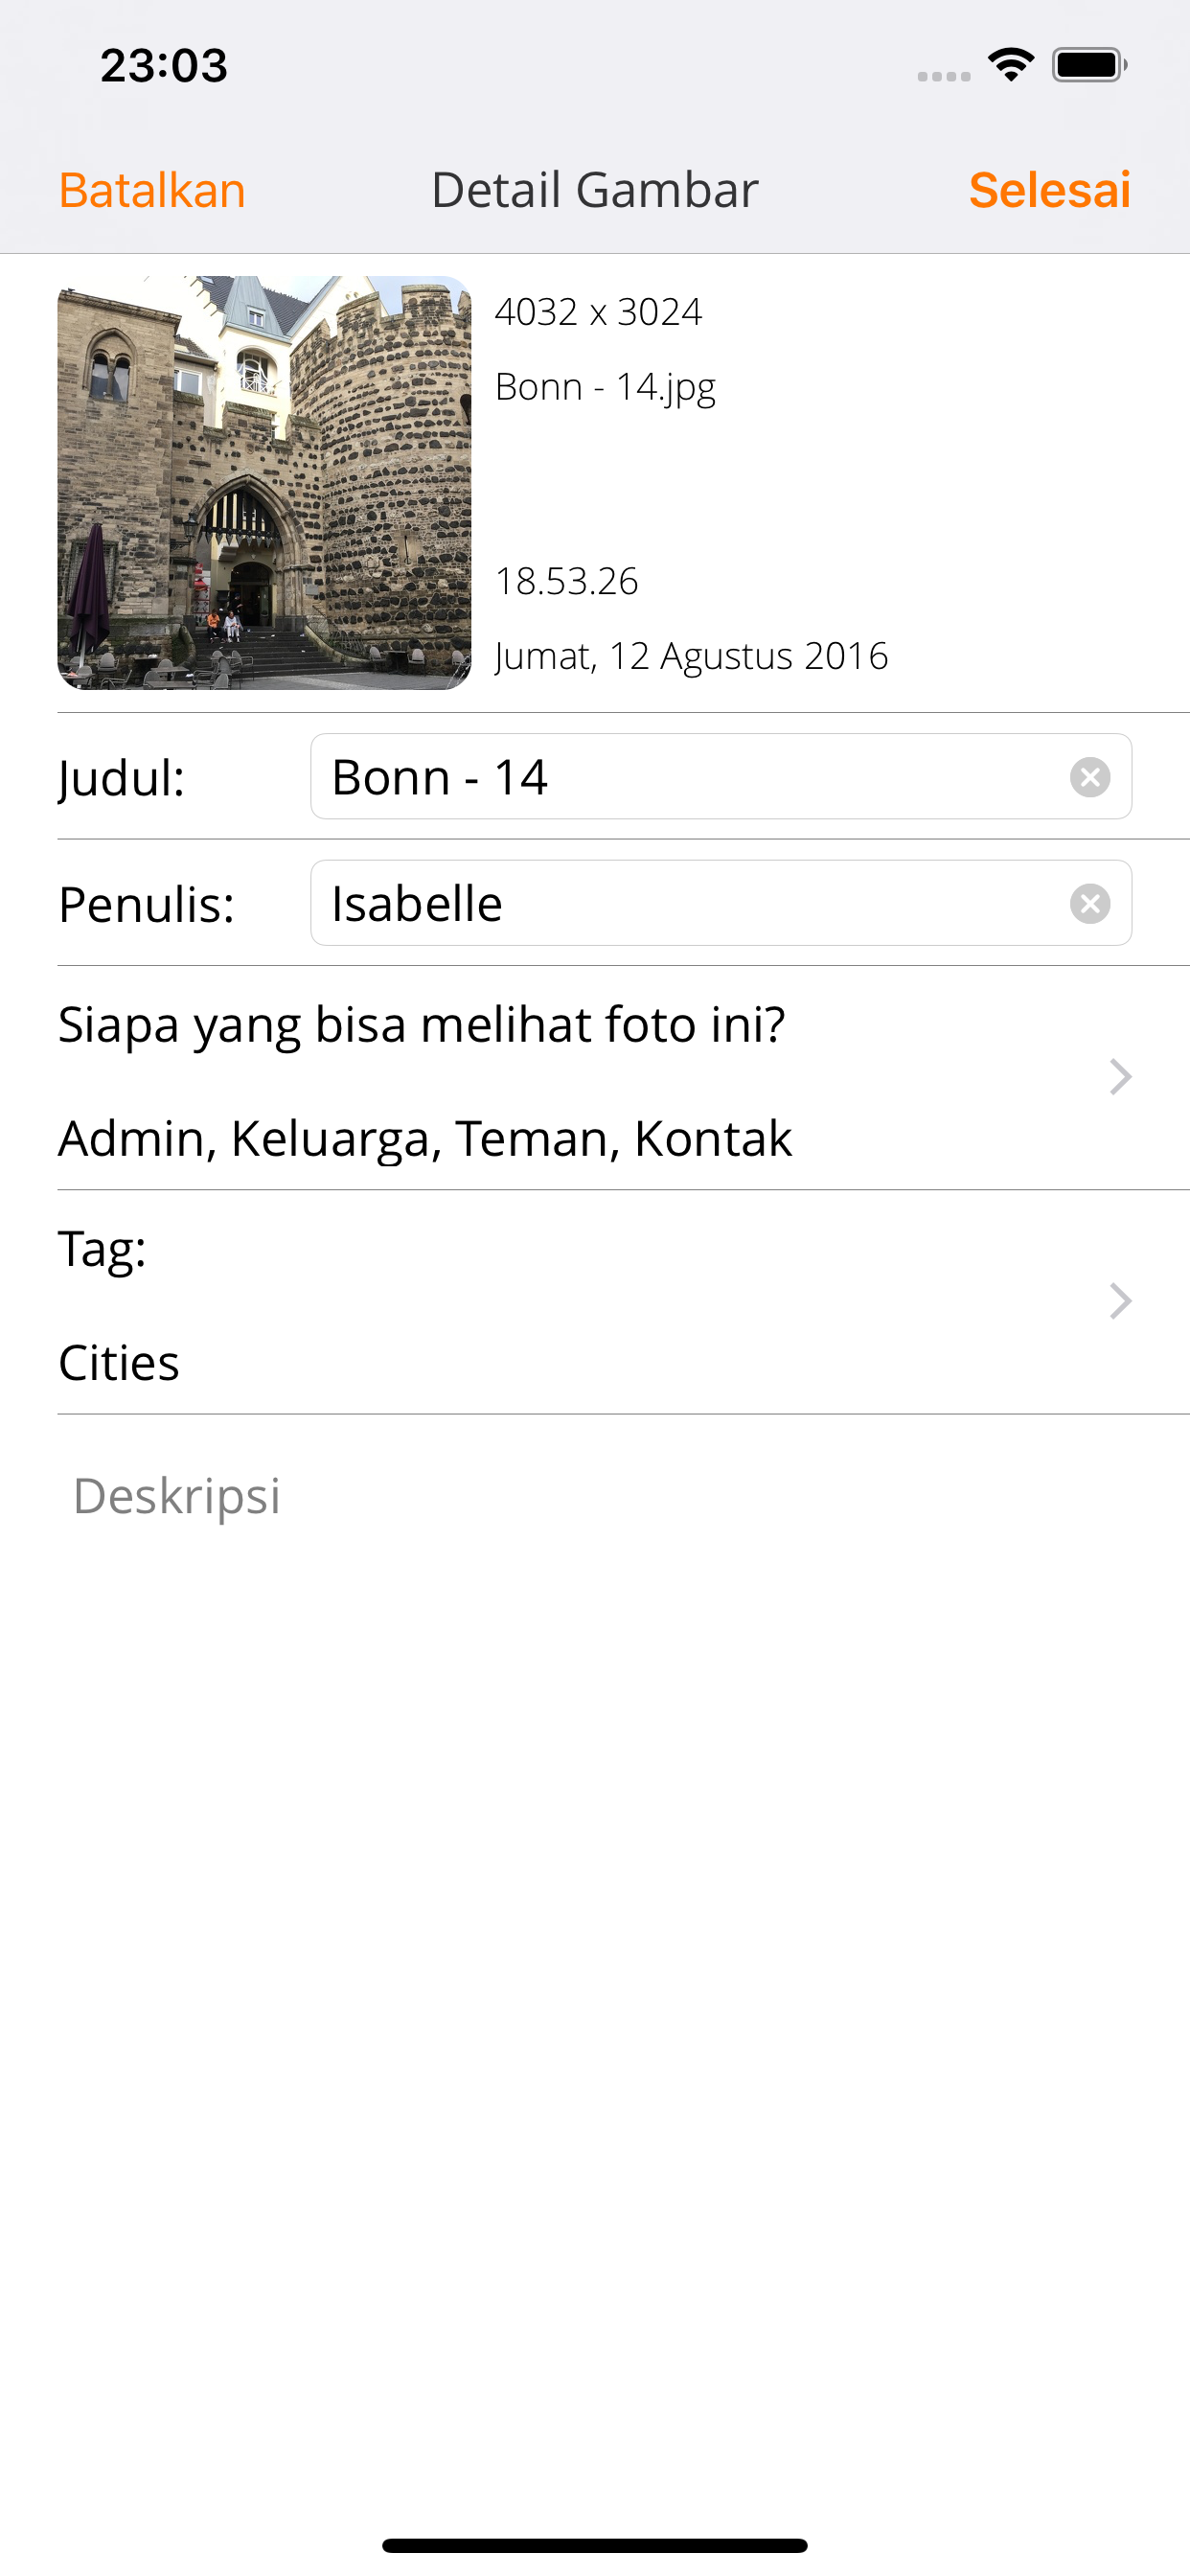 23:03
Batalkan
Detail Gambar
Selesai
4032 x 3024
Bonn - 14.jpg
18.53.26
Jumat, 12 Agustus 2016
Judul:
Bonn - 14
Penulis:
Isabelle
Siapa yang bisa melihat foto ini?
Admin, Keluarga, Teman, Kontak
Tag:
Cities
Deskripsi